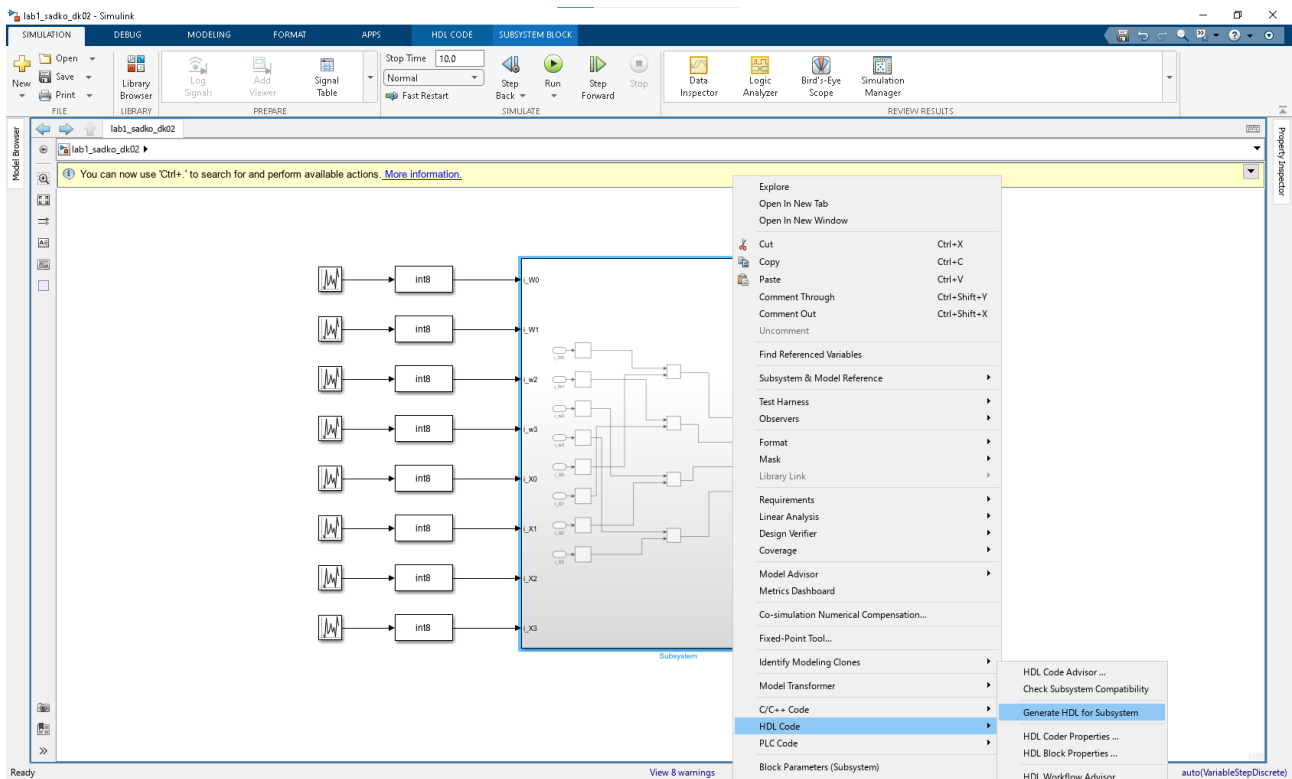 lab1_sadko_dk02 - Simulink
SIMULATION DEBUG MODELING FORMAT APPS HDL CODE SUBSYSTEM BLOCK
New
Open
Save
Print
FILE
Library Browser
LIBRARY
Log Signals
Add Viewer
Signal Table
PREPARE
Stop Time 10.0
Normal
Fast Restart
Step Back
Run
Step Forward
Stop
SIMULATE
Data Inspector
Logic Analyzer
Bird's-Eye Scope
Simulation Manager
REVIEW RESULTS
Model Browser
lab1_sadko_dk02
lab1_sadko_dk02
Property Inspector
You can now use 'Ctrl+.' to search for and perform available actions. More information.
int8 i_W0
int8 i_W1
int8 i_w2
int8 i_w3
int8 i_X0
int8 i_X1
int8 i_X2
int8 i_X3
Subsystem
Explore
Open In New Tab
Open In New Window
Cut Ctrl+X
Copy Ctrl+C
Paste Ctrl+V
Comment Through Ctrl+Shift+Y
Comment Out Ctrl+Shift+X
Uncomment
Find Referenced Variables
Subsystem & Model Reference
Test Harness
Observers
Format
Mask
Library Link
Requirements
Linear Analysis
Design Verifier
Coverage
Model Advisor
Metrics Dashboard
Co-simulation Numerical Compensation...
Fixed-Point Tool...
Identify Modeling Clones
Model Transformer
C/C++ Code
HDL Code
PLC Code
Block Parameters (Subsystem)
HDL Code Advisor ...
Check Subsystem Compatibility
Generate HDL for Subsystem
HDL Coder Properties ...
HDL Block Properties ...
HDL Workflow Advisor
Ready
View 8 warnings
auto(VariableStepDiscrete)